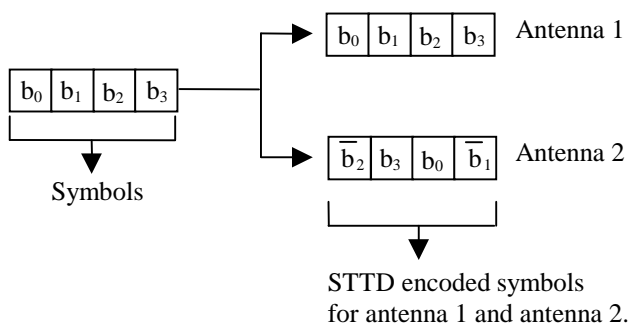 b₀ b₁ b₂ b₃ Antenna 1
b₀ b₁ b₂ b₃
b̅₂ b₃ b₀ b̅₁ Antenna 2
Symbols
STTD encoded symbols
for antenna 1 and antenna 2.